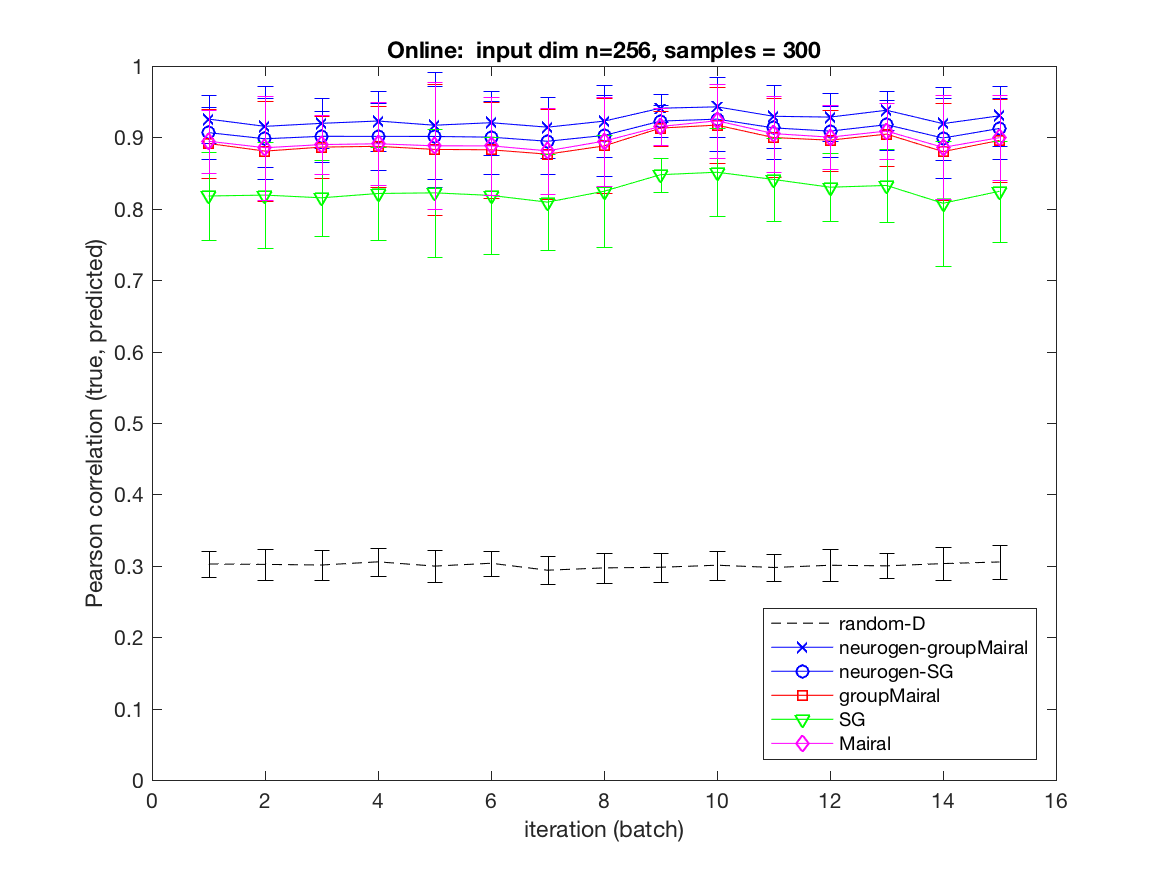 Online:  input dim n=256, samples = 300
Pearson correlation (true, predicted)
1
0.9
0.8
0.7
0.6
0.5
0.4
0.3
0.2
0.1
0
0 2 4 6 8 10 12 14 16
iteration (batch)
random-D
neurogen-groupMairal
neurogen-SG
groupMairal
SG
Mairal